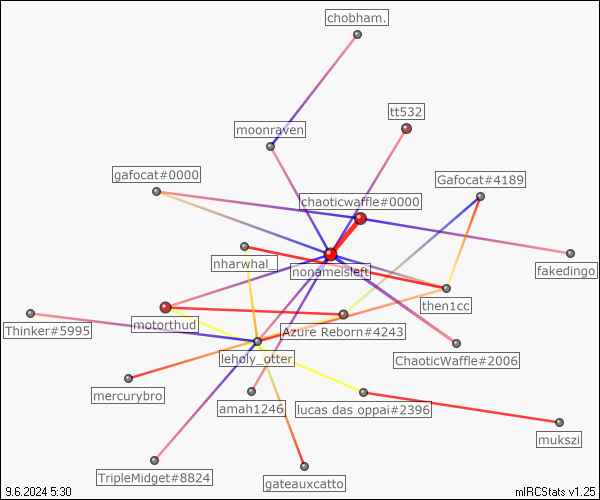 chobham.
tt532
moonraven
gafocat#0000
Gafocat#4189
chaoticwaffle#0000
nharwhal_
nonameisleft
fakedingo
then1cc
Thinker#5995
motorthud
Azure Reborn#4243
leholy_otter
ChaoticWaffle#2006
mercurybro
amah1246
lucas das oppai#2396
mukszi
TripleMidget#8824
gateauxcatto
9.6.2024 5:30
mIRCStats v1.25